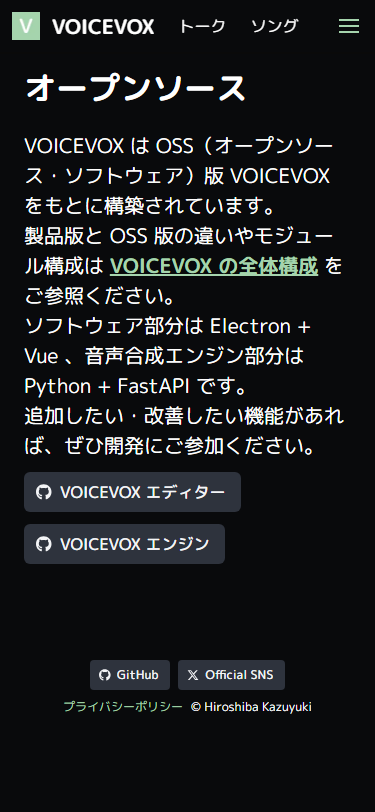 V VOICEVOX トーク ソング
オープンソース
VOICEVOX は OSS（オープンソー
ス・ソフトウェア）版 VOICEVOX
をもとに構築されています。
製品版と OSS 版の違いやモジュー
ル構成は VOICEVOX の全体構成 を
ご参照ください。
ソフトウェア部分は Electron +
Vue 、音声合成エンジン部分は
Python + FastAPI です。
追加したい・改善したい機能があれ
ば、ぜひ開発にご参加ください。
VOICEVOX エディター
VOICEVOX エンジン
GitHub Official SNS
プライバシーポリシー © Hiroshiba Kazuyuki